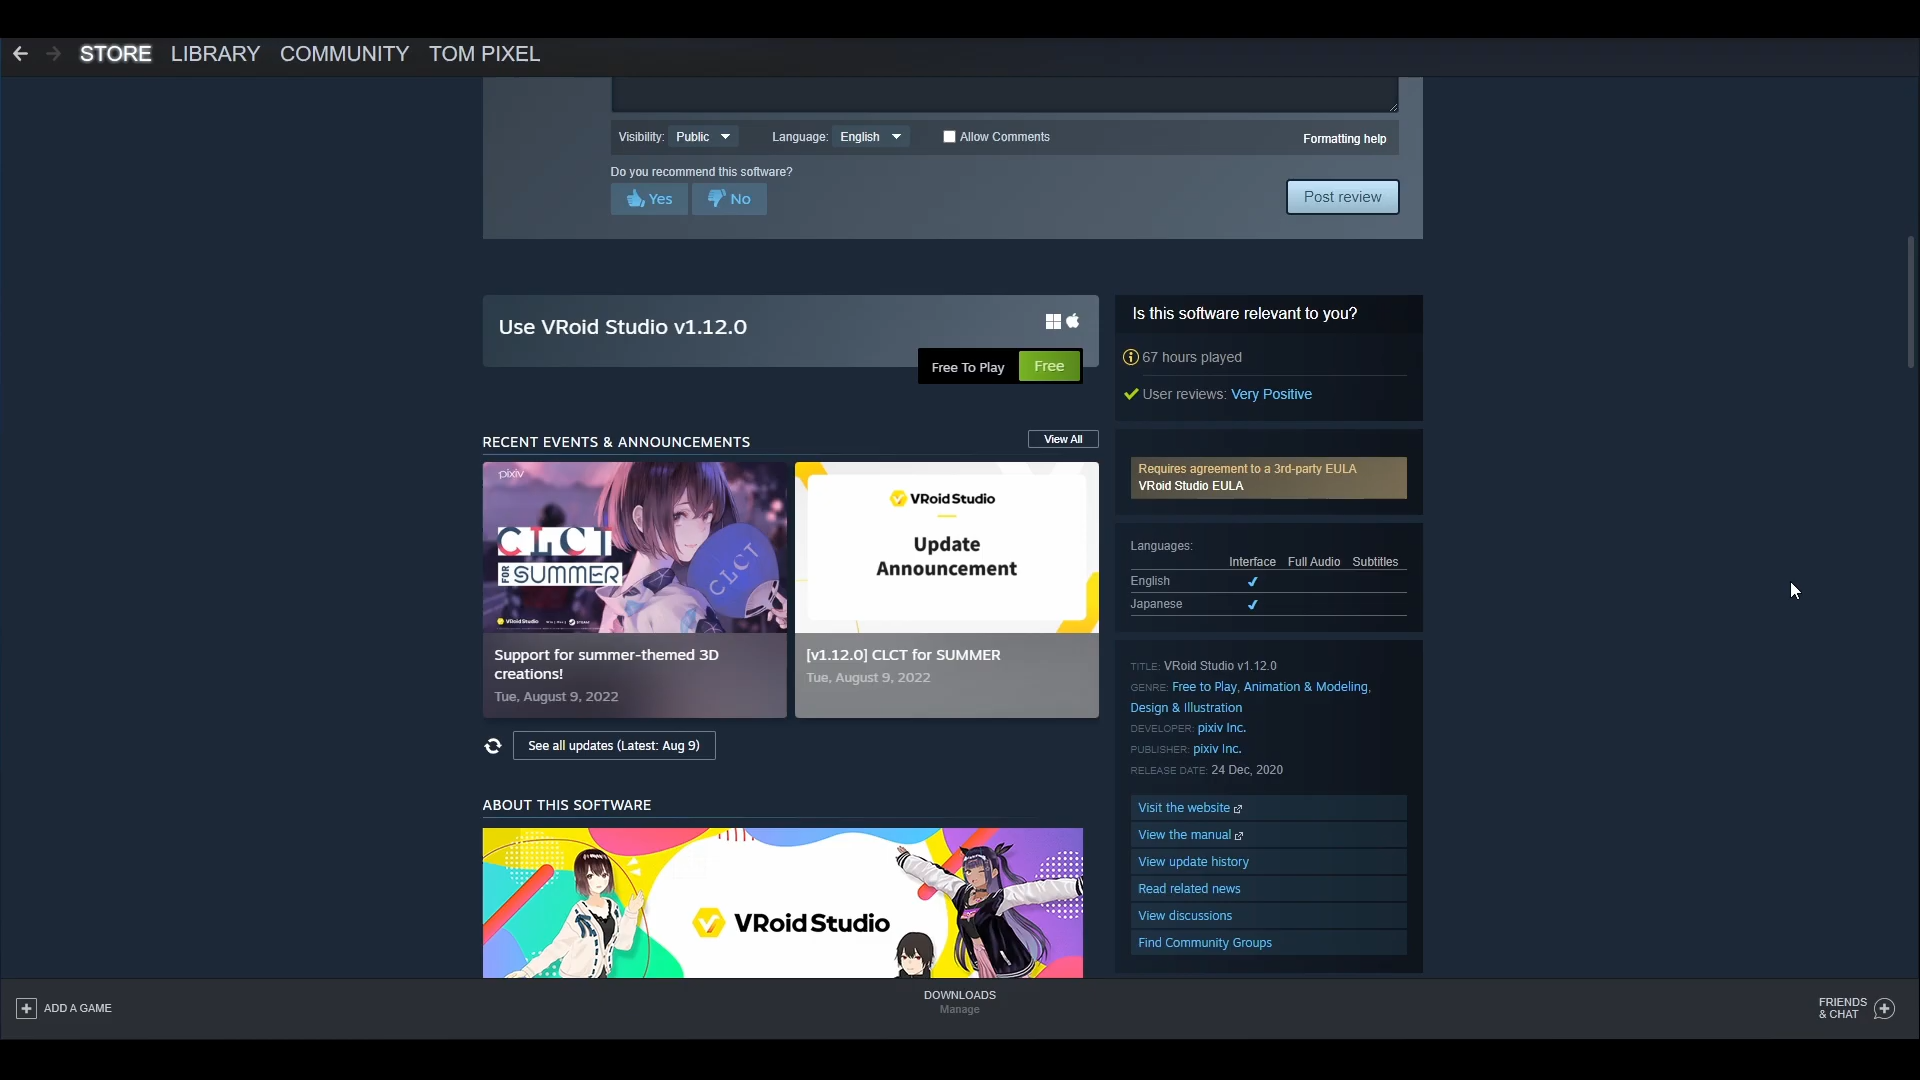 STORE LIBRARY COMMUNITY TOM PIXEL
Visibility: Public Language: English Allow Comments Formatting help
Do you recommend this software?
Yes No Post review
Use VRoid Studio v1.12.0
Free To Play Free
RECENT EVENTS & ANNOUNCEMENTS View All
pixiv
CLCT
FOR SUMMER
CLCT
VRoid Studio
STEAM
Support for summer-themed 3D
creations!
Tue, August 9, 2022
VRoid Studio
Update
Announcement
[v1.12.0] CLCT for SUMMER
Tue, August 9, 2022
See all updates (Latest: Aug 9)
ABOUT THIS SOFTWARE
VRoid Studio
Is this software relevant to you?
67 hours played
User reviews: Very Positive
Requires agreement to a 3rd-party EULA
VRoid Studio EULA
Languages:
Interface Full Audio Subtitles
English
Japanese
TITLE: VRoid Studio v1.12.0
GENRE: Free to Play, Animation & Modeling,
Design & Illustration
DEVELOPER: pixiv Inc.
PUBLISHER: pixiv Inc.
RELEASE DATE: 24 Dec, 2020
Visit the website
View the manual
View update history
Read related news
View discussions
Find Community Groups
ADD A GAME
DOWNLOADS
Manage
FRIENDS
& CHAT